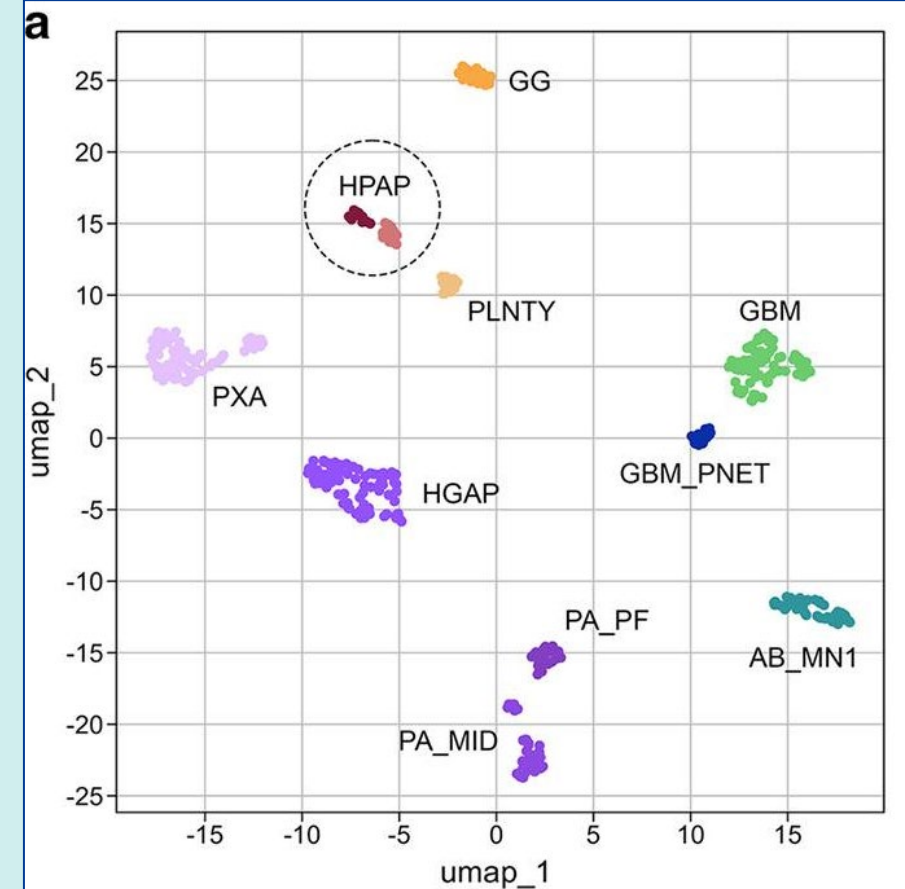 a
25
GG
20
HPAP
15
10
PLNTY
GBM
5
PXA
umap_2
0
GBM_PNET
HGAP
-5
-10
PA_PF
-15
AB_MN1
-20
PA_MID
-25
-15 -10 -5 0 5 10 15
umap_1